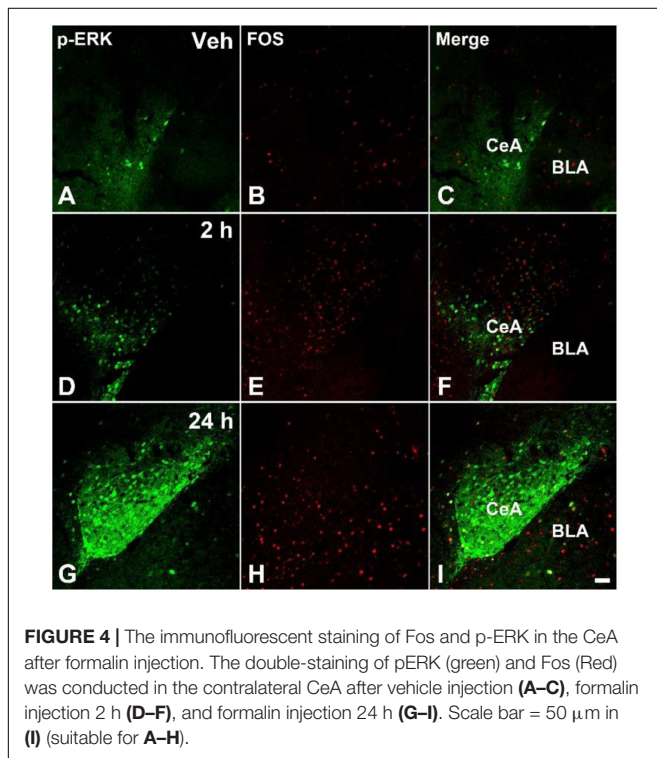 p-ERK Veh FOS Merge
CeA
BLA
A B C
2 h
CeA
BLA
D E F
24 h
CeA
BLA
G H I
FIGURE 4 | The immunofluorescent staining of Fos and p-ERK in the CeA
after formalin injection. The double-staining of pERK (green) and Fos (Red)
was conducted in the contralateral CeA after vehicle injection (A–C), formalin
injection 2 h (D–F), and formalin injection 24 h (G–I). Scale bar = 50 μm in
(I) (suitable for A–H).